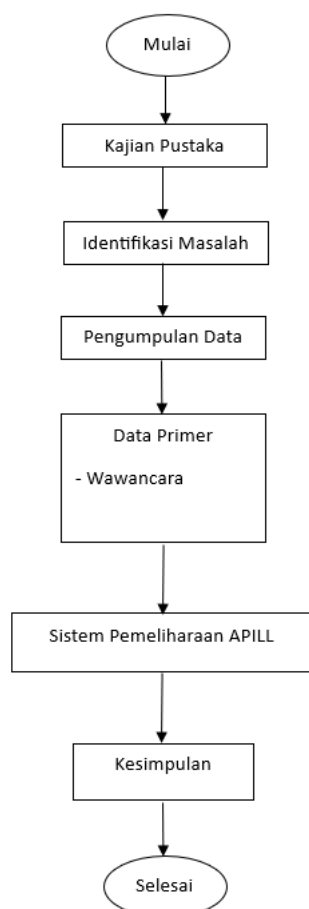 Mulai
Kajian Pustaka
Identifikasi Masalah
Pengumpulan Data
Data Primer
- Wawancara
Sistem Pemeliharaan APILL
Kesimpulan
Selesai